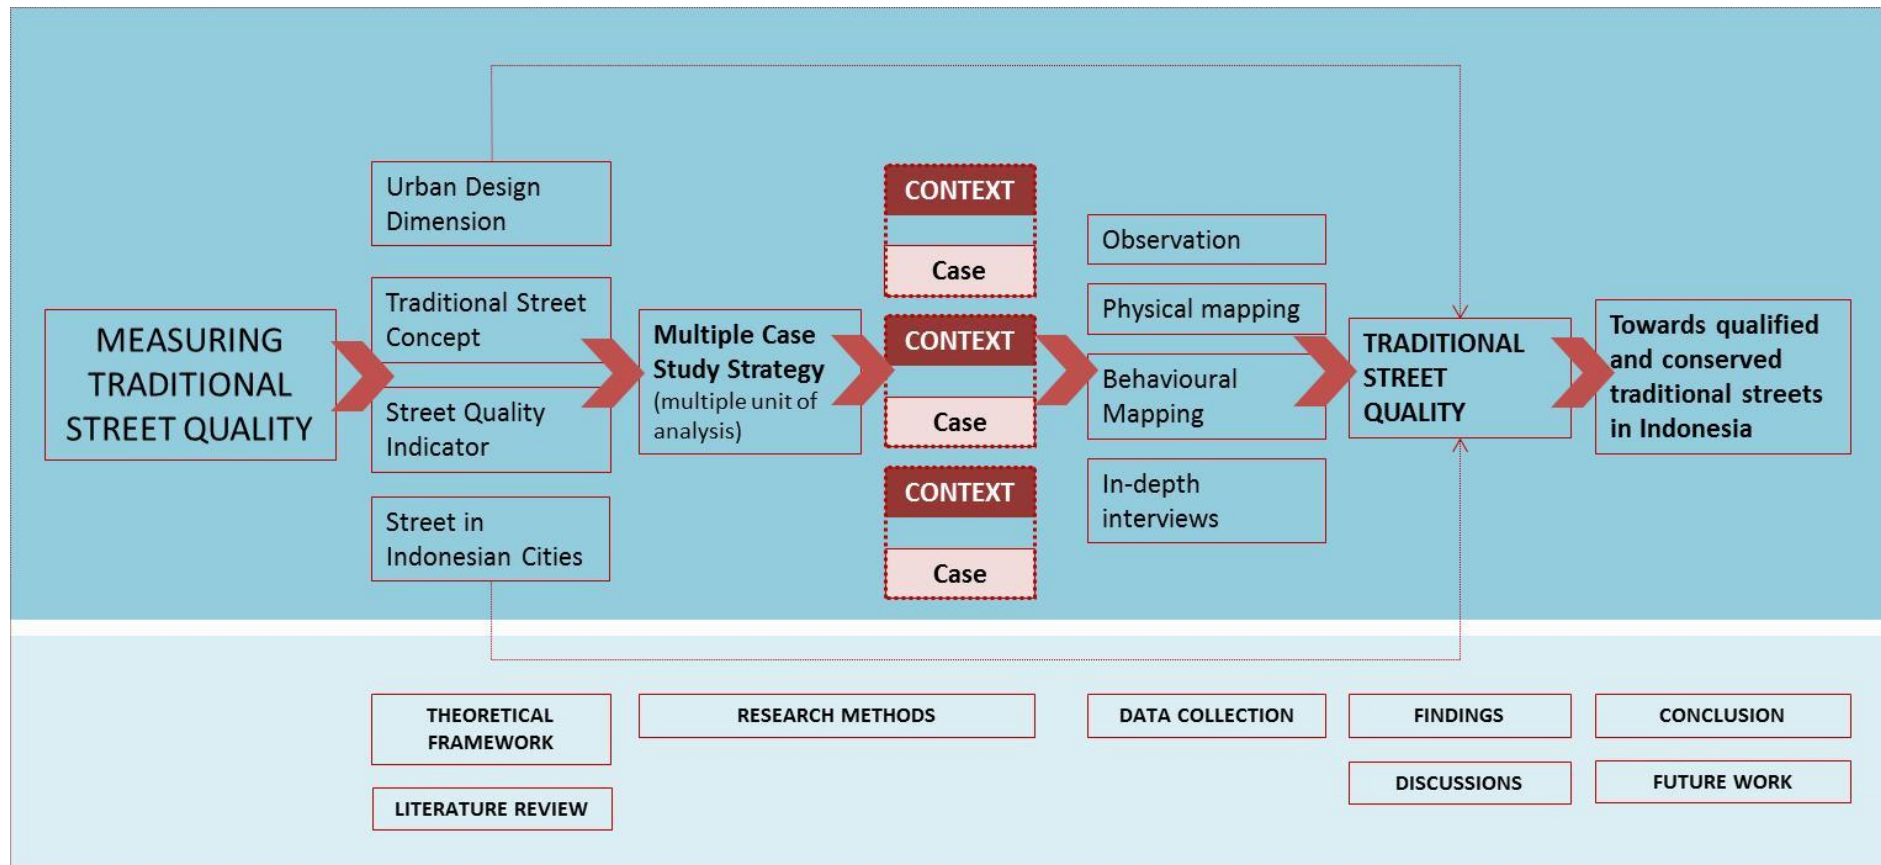 MEASURING
TRADITIONAL
STREET QUALITY
Urban Design
Dimension
Traditional Street
Concept
Street Quality
Indicator
Street in
Indonesian Cities
Multiple Case
Study Strategy
(multiple unit of
analysis)
CONTEXT
Case
CONTEXT
Case
CONTEXT
Case
Observation
Physical mapping
Behavioural
Mapping
In-depth
interviews
TRADITIONAL
STREET
QUALITY
Towards qualified
and conserved
traditional streets
in Indonesia
THEORETICAL
FRAMEWORK
LITERATURE REVIEW
RESEARCH METHODS
DATA COLLECTION
FINDINGS
DISCUSSIONS
CONCLUSION
FUTURE WORK